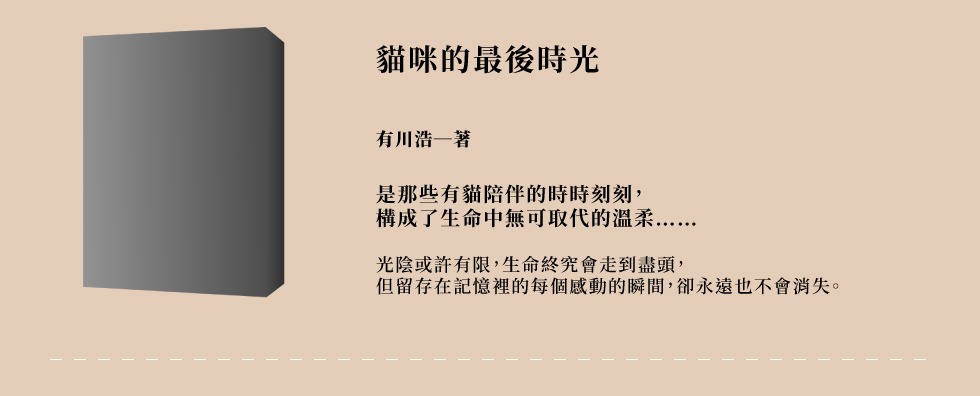 貓咪的最後時光
有川浩─著
是那些有貓陪伴的時時刻刻，
構成了生命中無可取代的溫柔……
光陰或許有限，生命終究會走到盡頭，
但留存在記憶裡的每個感動的瞬間，卻永遠也不會消失。